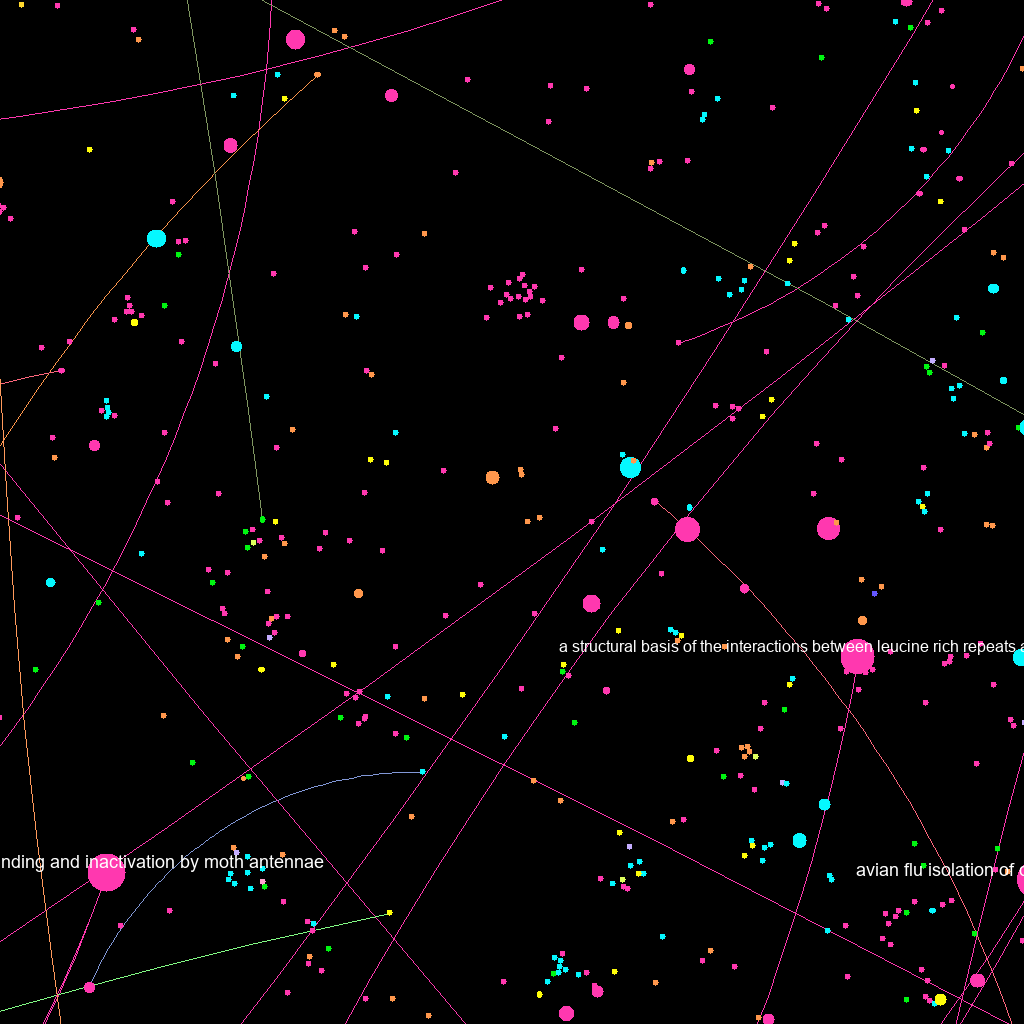 a structural basis of the interactions between leucine rich repeats a
nding and inactivation by moth antennae
avian flu isolation of